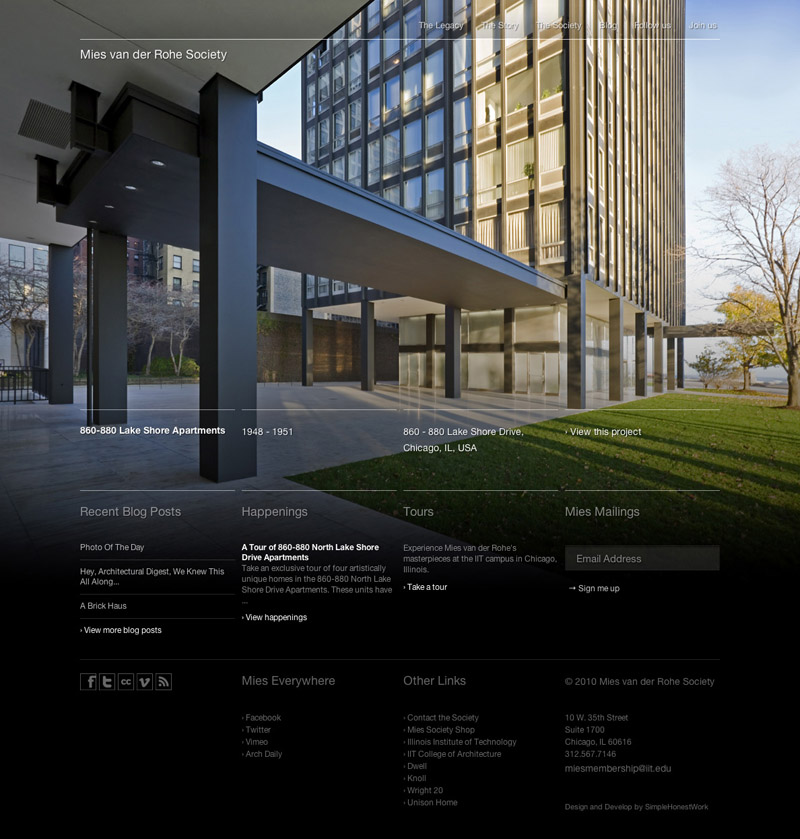 The Legacy The Story The Society Blog Follow us Join us
Mies van der Rohe Society
860-880 Lake Shore Apartments
1948 - 1951
860 - 880 Lake Shore Drive,
Chicago, IL, USA
› View this project
Recent Blog Posts
Photo Of The Day
Hey, Architectural Digest, We Knew This
All Along...
A Brick Haus
› View more blog posts
Happenings
A Tour of 860-880 North Lake Shore
Drive Apartments
Take an exclusive tour of four artistically
unique homes in the 860-880 North Lake
Shore Drive Apartments. These units have
...
› View happenings
Tours
Experience Mies van der Rohe's
masterpieces at the IIT campus in Chicago,
Illinois.
› Take a tour
Mies Mailings
Email Address
→ Sign me up
f t cc v
Mies Everywhere
› Facebook
› Twitter
› Vimeo
› Arch Daily
Other Links
› Contact the Society
› Mies Society Shop
› Illinois Institute of Technology
› IIT College of Architecture
› Dwell
› Knoll
› Wright 20
› Unison Home
© 2010 Mies van der Rohe Society
10 W. 35th Street
Suite 1700
Chicago, IL 60616
312.567.7146
miesmembership@iit.edu
Design and Develop by SimpleHonestWork